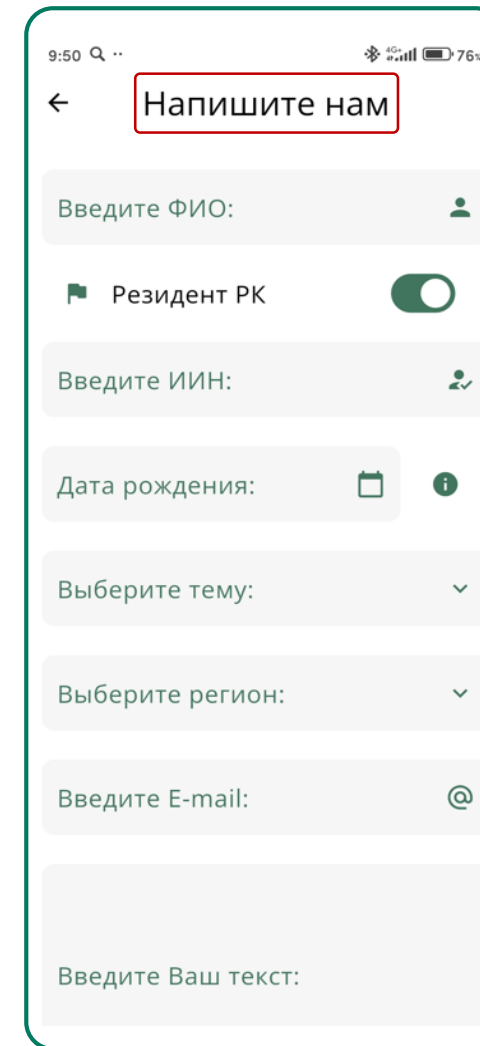 9:50
4G+
76%
Напишите нам
Введите ФИО:
Резидент РК
Введите ИИН:
Дата рождения:
Выберите тему:
Выберите регион:
Введите E-mail:
Введите Ваш текст: